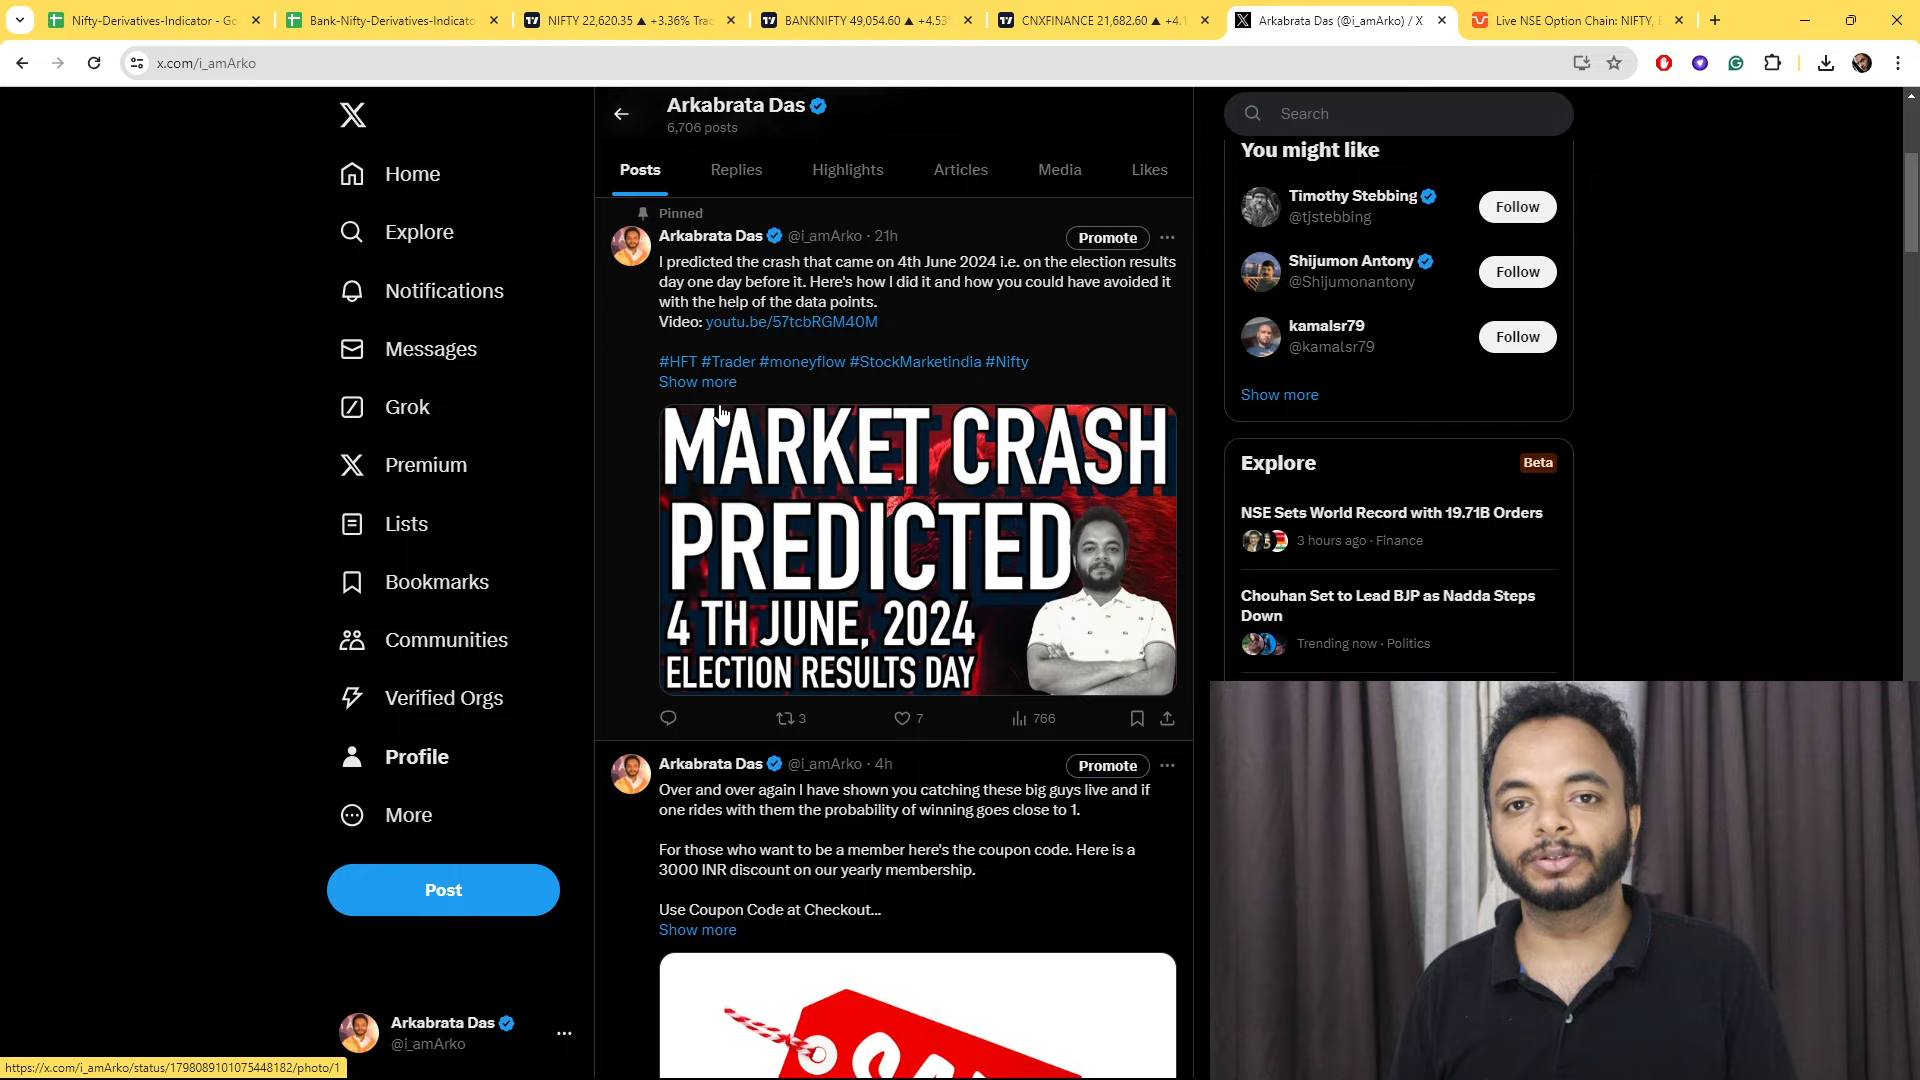 Nifty-Derivatives-Indicator - Go
Bank-Nifty-Derivatives-Indicato
NIFTY 22,620.35 ▲ +3.36% Trac
BANKNIFTY 49,054.60 ▲ +4.53
CNXFINANCE 21,682.60 ▲ +4.1
Arkabrata Das (@i_amArko) / X
Live NSE Option Chain: NIFTY,
x.com/i_amArko
Home
Explore
Notifications
Messages
Grok
Premium
Lists
Bookmarks
Communities
Verified Orgs
Profile
More
Post
Arkabrata Das
@i_amArko
https://x.com/i_amArko/status/1798089101075448182/photo/1
Arkabrata Das
6,706 posts
Posts
Replies
Highlights
Articles
Media
Likes
Pinned
Arkabrata Das @i_amArko · 21h
Promote
I predicted the crash that came on 4th June 2024 i.e. on the election results
day one day before it. Here's how I did it and how you could have avoided it
with the help of the data points.
Video: youtu.be/57tcbRGM40M
#HFT #Trader #moneyflow #StockMarketindia #Nifty
Show more
MARKET CRASH
PREDICTED
4 TH JUNE, 2024
ELECTION RESULTS DAY
3
7
766
Arkabrata Das @i_amArko · 4h
Promote
Over and over again I have shown you catching these big guys live and if
one rides with them the probability of winning goes close to 1.
For those who want to be a member here's the coupon code. Here is a
3000 INR discount on our yearly membership.
Use Coupon Code at Checkout...
Show more
Search
You might like
Timothy Stebbing
@tjstebbing
Follow
Shijumon Antony
@Shijumonantony
Follow
kamalsr79
@kamalsr79
Follow
Show more
Explore
Beta
NSE Sets World Record with 19.71B Orders
3 hours ago · Finance
Chouhan Set to Lead BJP as Nadda Steps
Down
Trending now · Politics